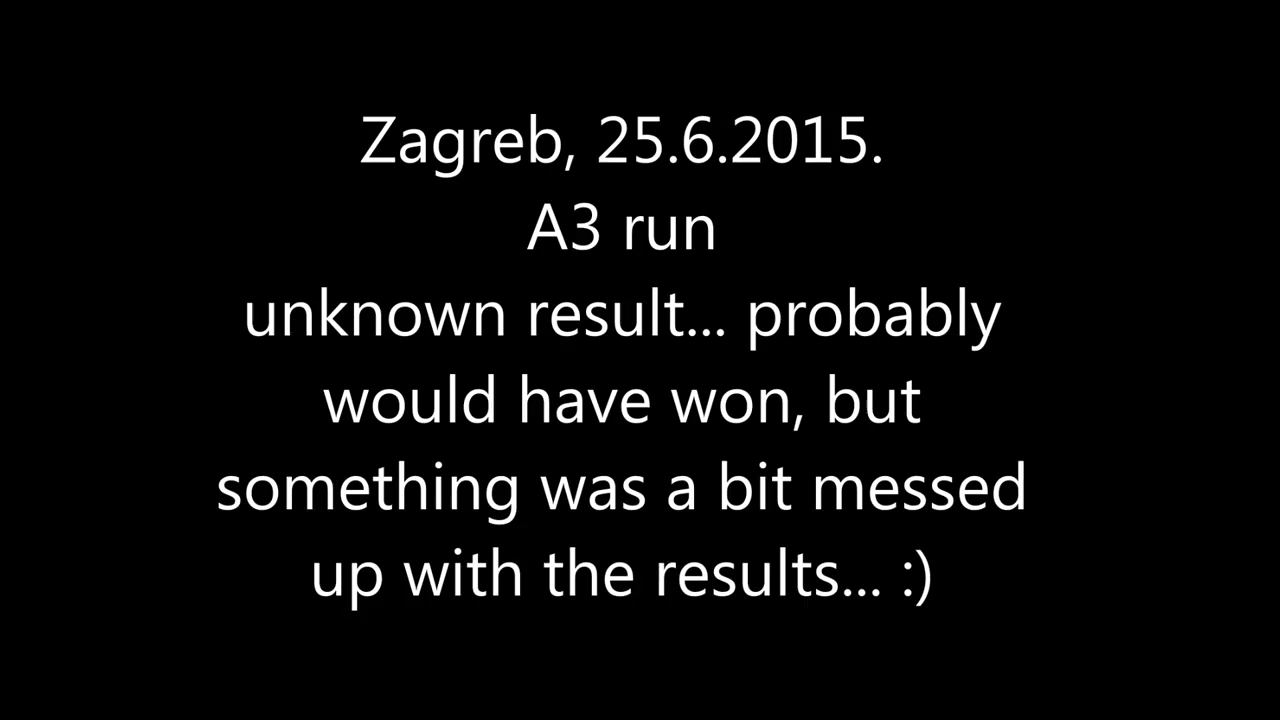 Zagreb, 25.6.2015.
A3 run
unknown result... probably
would have won, but
something was a bit messed
up with the results... :)